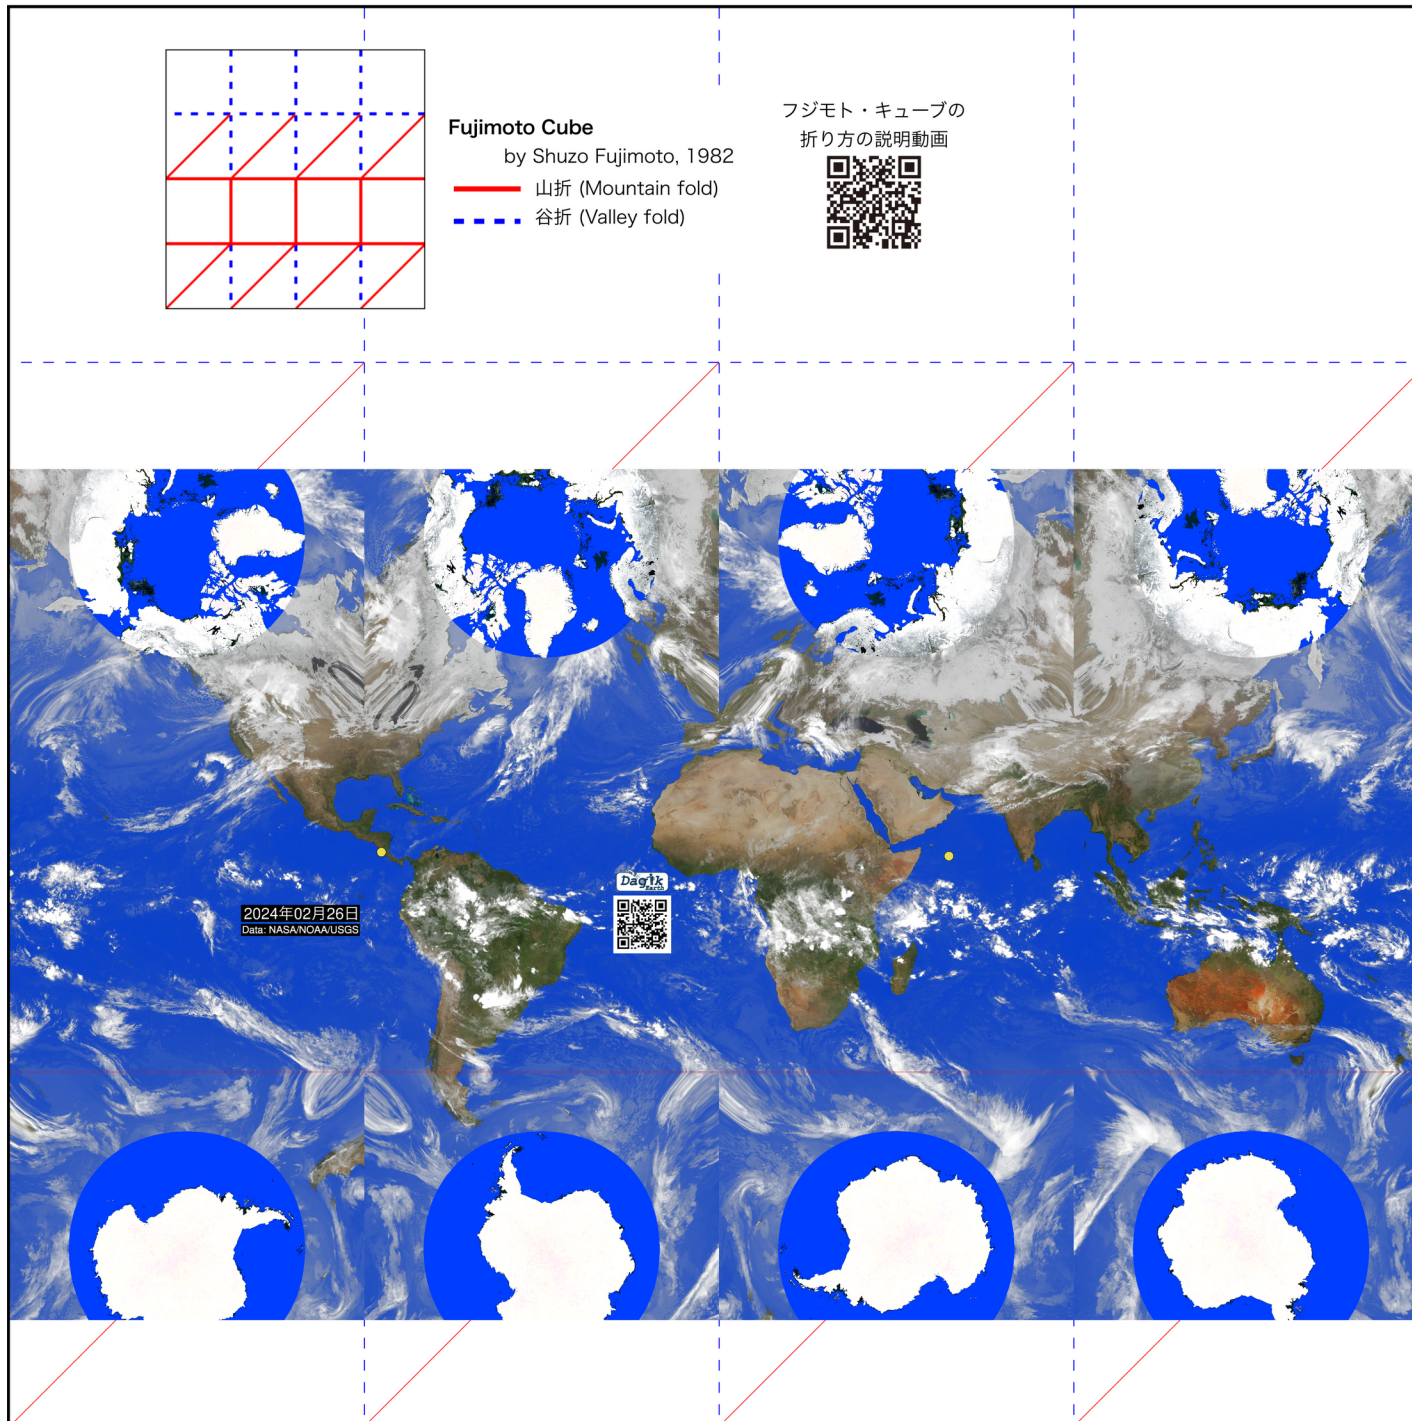 Fujimoto Cube
by Shuzo Fujimoto, 1982
山折 (Mountain fold)
谷折 (Valley fold)
フジモト・キューブの
折り方の説明動画
Dagik
Earth
2024年02月26日
Data: NASA/NOAA/USGS